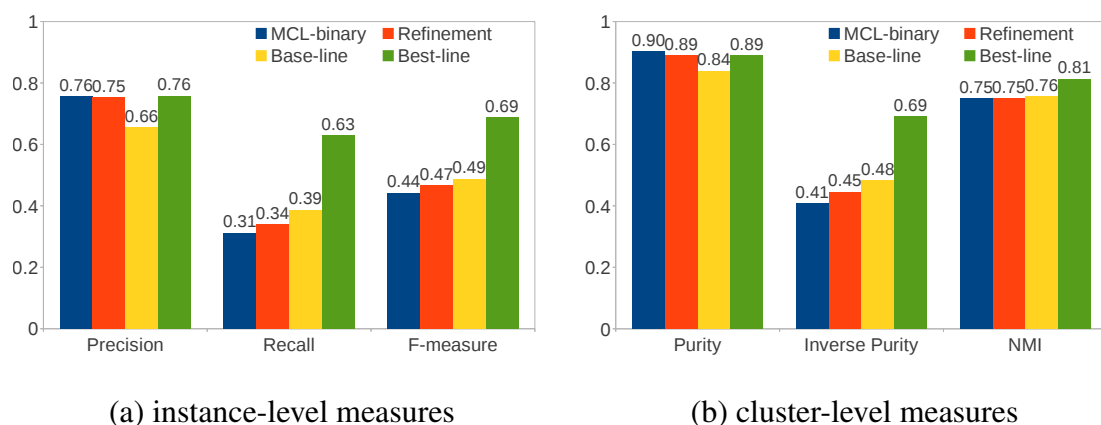 1
0.8
0.6
0.4
0.2
0
MCL-binary Refinement
Base-line Best-line
0.76 0.75 0.66 0.76
0.31 0.34 0.39 0.63
0.44 0.47 0.49 0.69
Precision Recall F-measure
(a) instance-level measures
1
0.8
0.6
0.4
0.2
0
MCL-binary Refinement
Base-line Best-line
0.90 0.89 0.84 0.89
0.41 0.45 0.48 0.69
0.75 0.75 0.76 0.81
Purity Inverse Purity NMI
(b) cluster-level measures